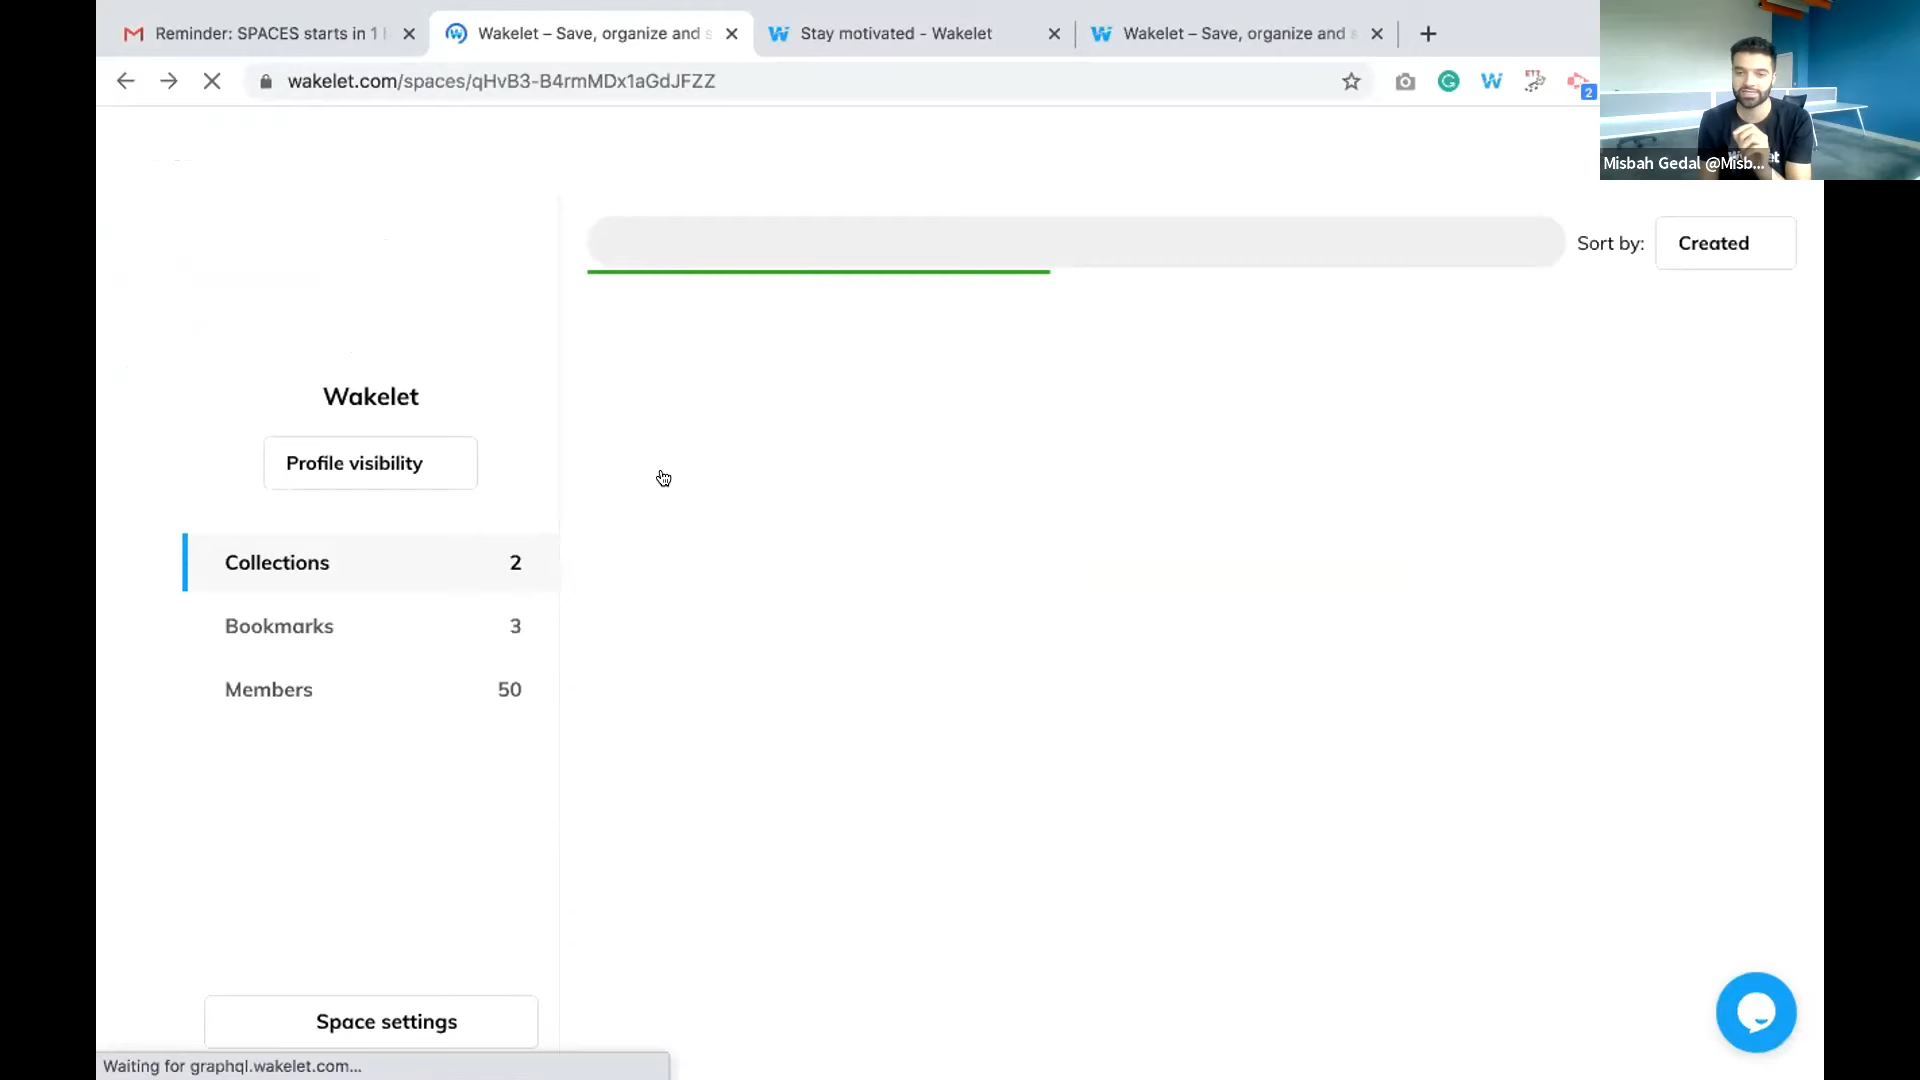 Reminder: SPACES starts in 1
Wakelet – Save, organize and s
Stay motivated - Wakelet
Wakelet – Save, organize and s
wakelet.com/spaces/qHvB3-B4rmMDx1aGdJFZZ
2
Misbah Gedal @Misb...
Sort by:
Created
Wakelet
Profile visibility
Collections 2
Bookmarks 3
Members 50
Space settings
Waiting for graphql.wakelet.com...